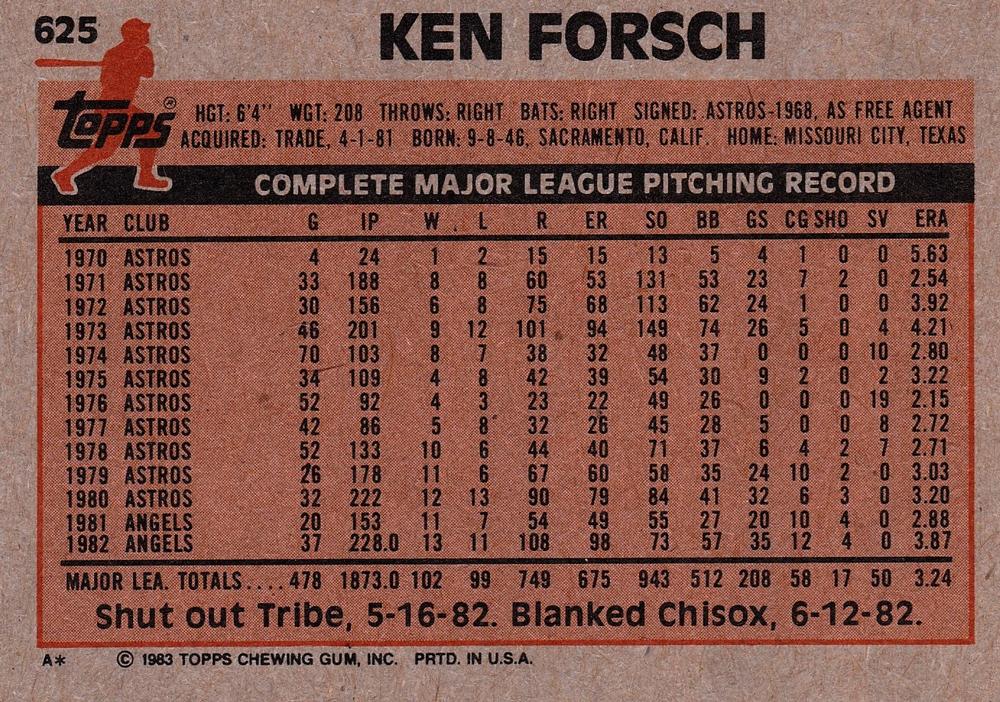 625 KEN FORSCH
Topps ®
HGT: 6'4" WGT: 208 THROWS: RIGHT BATS: RIGHT SIGNED: ASTROS-1968, AS FREE AGENT
ACQUIRED: TRADE, 4-1-81 BORN: 9-8-46, SACRAMENTO, CALIF. HOME: MISSOURI CITY, TEXAS
COMPLETE MAJOR LEAGUE PITCHING RECORD
YEAR CLUB G IP W L R ER SO BB GS CG SHO SV ERA
1970 ASTROS 4 24 1 2 15 15 13 5 4 1 0 0 5.63
1971 ASTROS 33 188 8 8 60 53 131 53 23 7 2 0 2.54
1972 ASTROS 30 156 6 8 75 68 113 62 24 1 0 0 3.92
1973 ASTROS 46 201 9 12 101 94 149 74 26 5 0 4 4.21
1974 ASTROS 70 103 8 7 38 32 48 37 0 0 0 10 2.80
1975 ASTROS 34 109 4 8 42 39 54 30 9 2 0 2 3.22
1976 ASTROS 52 92 4 3 23 22 49 26 0 0 0 19 2.15
1977 ASTROS 42 86 5 8 32 26 45 28 5 0 0 8 2.72
1978 ASTROS 52 133 10 6 44 40 71 37 6 4 2 7 2.71
1979 ASTROS 26 178 11 6 67 60 58 35 24 10 2 0 3.03
1980 ASTROS 32 222 12 13 90 79 84 41 32 6 3 0 3.20
1981 ANGELS 20 153 11 7 54 49 55 27 20 10 4 0 2.88
1982 ANGELS 37 228.0 13 11 108 98 73 57 35 12 4 0 3.87
MAJOR LEA. TOTALS.... 478 1873.0 102 99 749 675 943 512 208 58 17 50 3.24
Shut out Tribe, 5-16-82. Blanked Chisox, 6-12-82.
A* © 1983 TOPPS CHEWING GUM, INC. PRTD. IN U.S.A.